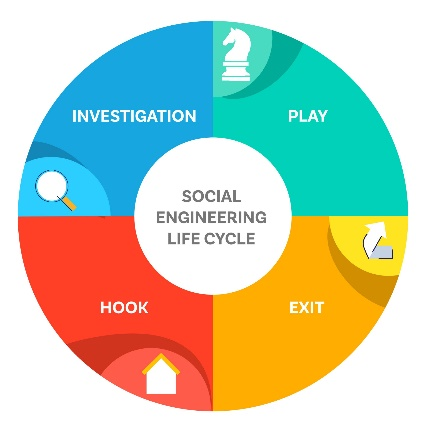 INVESTIGATION
PLAY
SOCIAL
ENGINEERING
LIFE CYCLE
HOOK
EXIT